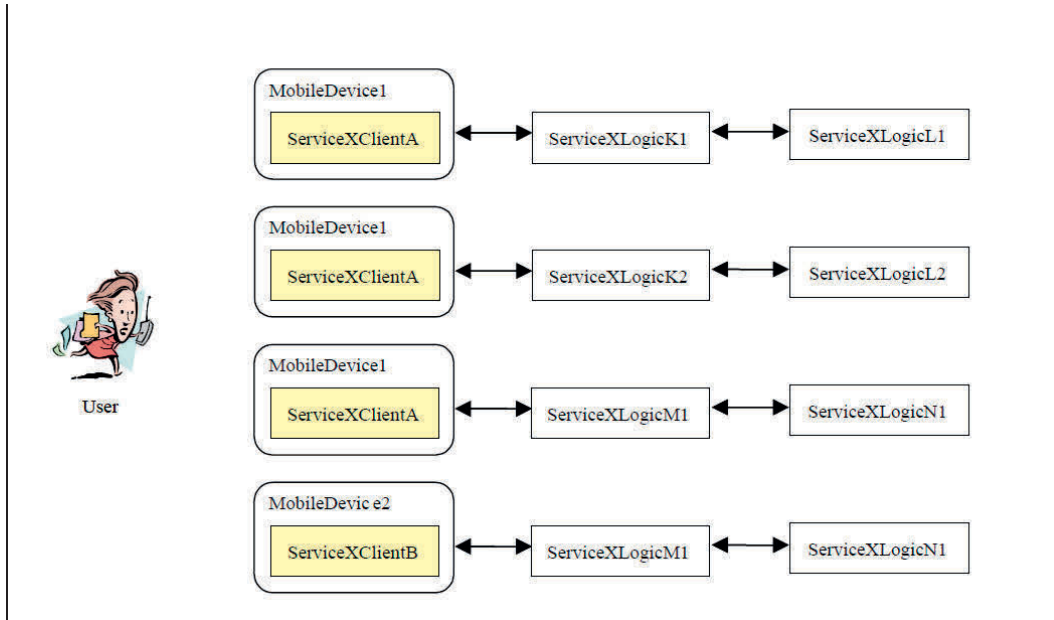 MobileDevice1
ServiceXClientA
ServiceXLogicK1
ServiceXLogicL1
MobileDevice1
ServiceXClientA
ServiceXLogicK2
ServiceXLogicL2
User
MobileDevice1
ServiceXClientA
ServiceXLogicM1
ServiceXLogicN1
MobileDevic e2
ServiceXClientB
ServiceXLogicM1
ServiceXLogicN1